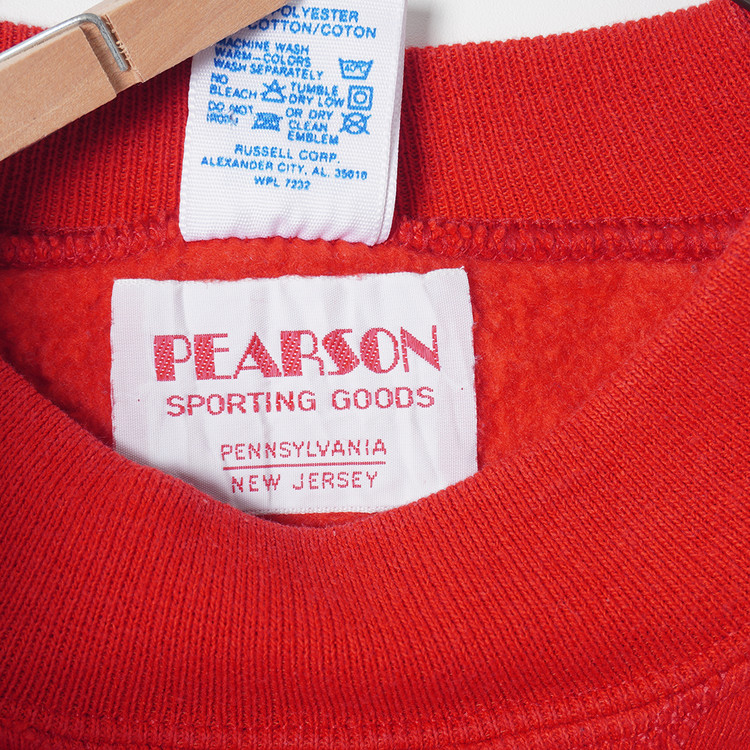 POLYESTER
COTTON/COTON
MACHINE WASH
WARM-COLORS
WASH SEPARATELY
NO
BLEACH
TUMBLE
DRY LOW
DO NOT
OR DRY
CLEAN
EMBLEM
RUSSELL CORP.
ALEXANDER CITY, AL. 35010
WPL 7232
PEARSON
SPORTING GOODS
PENNSYLVANIA
NEW JERSEY